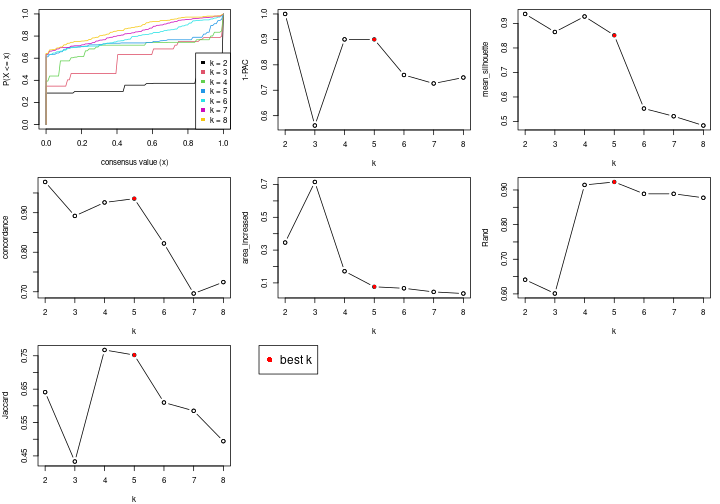 P(X <= x)
1.0
0.8
0.6
0.4
0.2
0.0
0.0 0.2 0.4 0.6 0.8 1.0
consensus value (x)
k = 2
k = 3
k = 4
k = 5
k = 6
k = 7
k = 8
1-PAC
1.0
0.9
0.8
0.7
0.6
2 3 4 5 6 7 8
k
mean_silhouette
0.9
0.8
0.7
0.6
0.5
2 3 4 5 6 7 8
k
concordance
0.90
0.80
0.70
2 3 4 5 6 7 8
k
area_increased
0.7
0.5
0.3
0.1
2 3 4 5 6 7 8
k
Rand
0.90
0.80
0.70
0.60
2 3 4 5 6 7 8
k
Jaccard
0.75
0.65
0.55
0.45
2 3 4 5 6 7 8
k
best k